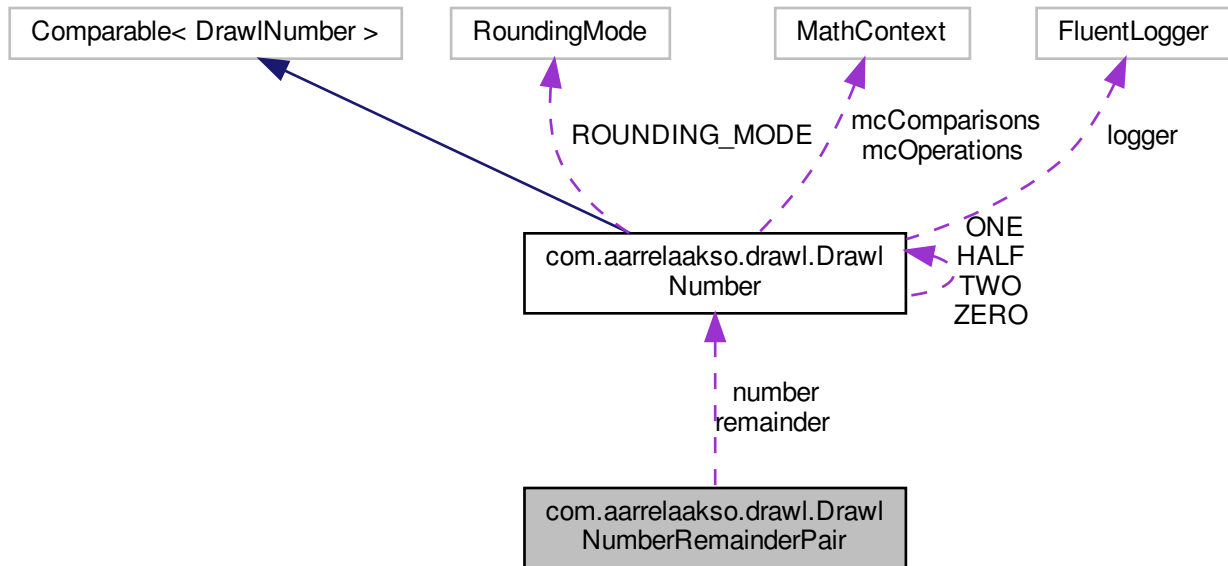 Comparable< DrawlNumber >
RoundingMode
MathContext
FluentLogger
ROUNDING_MODE
mcComparisons
mcOperations
logger
com.aarrelaakso.drawl.Drawl
Number
ONE
HALF
TWO
ZERO
number
remainder
com.aarrelaakso.drawl.Drawl
NumberRemainderPair